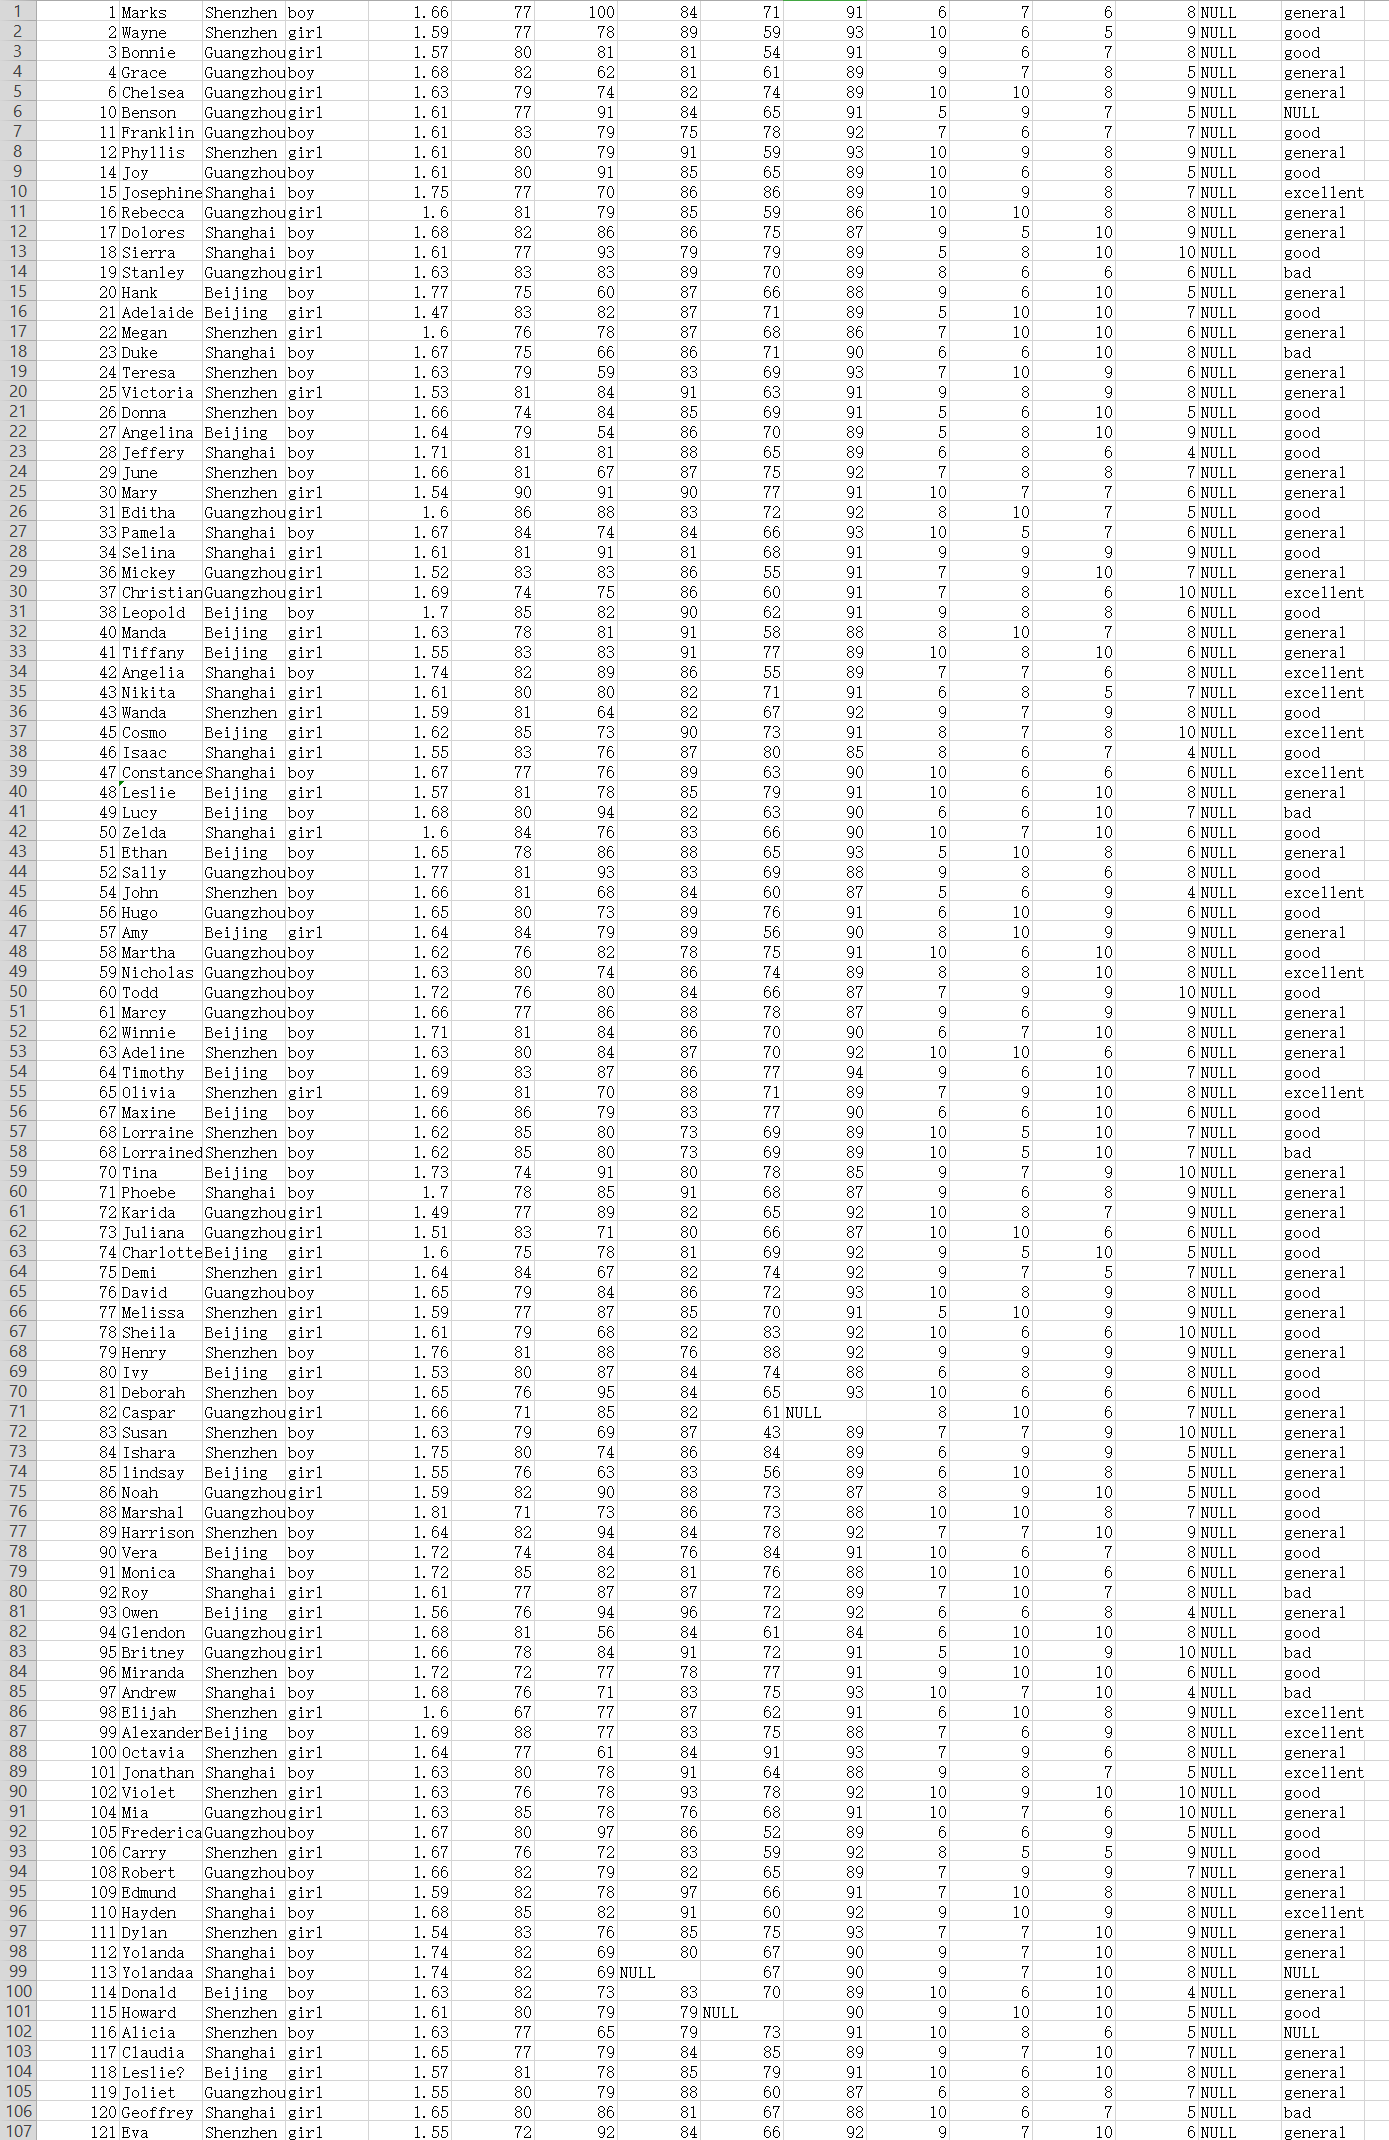 1 1 Marks Shenzhen boy 1.66 77 100 84 71 91 6 7 6 8 NULL general
2 2 Wayne Shenzhen girl 1.59 77 78 89 59 93 10 6 5 9 NULL good
3 3 Bonnie Guangzhou girl 1.57 80 81 81 54 91 9 6 7 8 NULL good
4 4 Grace Guangzhou boy 1.68 82 62 81 61 89 9 7 8 5 NULL general
5 6 Chelsea Guangzhou girl 1.63 79 74 82 74 89 10 10 8 9 NULL general
6 10 Benson Guangzhou girl 1.61 77 91 84 65 91 5 9 7 5 NULL NULL
7 11 Franklin Guangzhou boy 1.61 83 79 75 78 92 7 6 7 7 NULL good
8 12 Phyllis Shenzhen girl 1.61 80 79 91 59 93 10 9 8 9 NULL general
9 14 Joy Guangzhou boy 1.61 80 91 85 65 89 10 6 8 5 NULL good
10 15 Josephine Shanghai boy 1.75 77 70 86 86 89 10 9 8 7 NULL excellent
11 16 Rebecca Guangzhou girl 1.6 81 79 85 59 86 10 10 8 8 NULL general
12 17 Dolores Shanghai boy 1.68 82 86 86 75 87 9 5 10 9 NULL general
13 18 Sierra Shanghai boy 1.61 77 93 79 79 89 5 8 10 10 NULL good
14 19 Stanley Guangzhou girl 1.63 83 83 89 70 89 8 6 6 6 NULL bad
15 20 Hank Beijing boy 1.77 75 60 87 66 88 9 6 10 5 NULL general
16 21 Adelaide Beijing girl 1.47 83 82 87 71 89 5 10 10 7 NULL good
17 22 Megan Shenzhen girl 1.6 76 78 87 68 86 7 10 10 6 NULL general
18 23 Duke Shanghai boy 1.67 75 66 86 71 90 6 6 10 8 NULL bad
19 24 Teresa Shenzhen boy 1.63 79 59 83 69 93 7 10 9 6 NULL general
20 25 Victoria Shenzhen girl 1.53 81 84 91 63 91 9 8 9 8 NULL general
21 26 Donna Shenzhen boy 1.66 74 84 85 69 91 5 6 10 5 NULL good
22 27 Angelina Beijing boy 1.64 79 54 86 70 89 5 8 10 9 NULL good
23 28 Jeffery Shanghai boy 1.71 81 81 88 65 89 6 8 6 4 NULL good
24 29 June Shenzhen boy 1.66 81 67 87 75 92 7 8 8 7 NULL general
25 30 Mary Shenzhen girl 1.54 90 91 90 77 91 10 7 7 6 NULL general
26 31 Editha Guangzhou girl 1.6 86 88 83 72 92 8 10 7 5 NULL good
27 33 Pamela Shanghai boy 1.67 84 74 84 66 93 10 5 7 6 NULL general
28 34 Selina Shanghai girl 1.61 81 91 81 68 91 9 9 9 9 NULL good
29 36 Mickey Guangzhou girl 1.52 83 83 86 55 91 7 9 10 7 NULL general
30 37 Christian Guangzhou girl 1.69 74 75 86 60 91 7 8 6 10 NULL excellent
31 38 Leopold Beijing boy 1.7 85 82 90 62 91 9 8 8 6 NULL good
32 40 Manda Beijing girl 1.63 78 81 91 58 88 8 10 7 8 NULL general
33 41 Tiffany Beijing girl 1.55 83 83 91 77 89 10 8 10 6 NULL general
34 42 Angelia Shanghai boy 1.74 82 89 86 55 89 7 7 6 8 NULL excellent
35 43 Nikita Shanghai girl 1.61 80 80 82 71 91 6 8 5 7 NULL excellent
36 43 Wanda Shenzhen girl 1.59 81 64 82 67 92 9 7 9 8 NULL good
37 45 Cosmo Beijing girl 1.62 85 73 90 73 91 8 7 8 10 NULL excellent
38 46 Isaac Shanghai girl 1.55 83 76 87 80 85 8 6 7 4 NULL good
39 47 Constance Shanghai boy 1.67 77 76 89 63 90 10 6 6 6 NULL excellent
40 48 Leslie Beijing girl 1.57 81 78 85 79 91 10 6 10 8 NULL general
41 49 Lucy Beijing boy 1.68 80 94 82 63 90 6 6 10 7 NULL bad
42 50 Zelda Shanghai girl 1.6 84 76 83 66 90 10 7 10 6 NULL good
43 51 Ethan Beijing boy 1.65 78 86 88 65 93 5 10 8 6 NULL general
44 52 Sally Guangzhou boy 1.77 81 93 83 69 88 9 8 6 8 NULL good
45 54 John Shenzhen boy 1.66 81 68 84 60 87 5 6 9 4 NULL excellent
46 56 Hugo Guangzhou boy 1.65 80 73 89 76 91 6 10 9 6 NULL good
47 57 Amy Beijing girl 1.64 84 79 89 56 90 8 10 9 9 NULL general
48 58 Martha Guangzhou boy 1.62 76 82 78 75 91 10 6 10 8 NULL good
49 59 Nicholas Guangzhou boy 1.63 80 74 86 74 89 8 8 10 8 NULL excellent
50 60 Todd Guangzhou boy 1.72 76 80 84 66 87 7 9 9 10 NULL good
51 61 Marcy Guangzhou boy 1.66 77 86 88 78 87 9 6 9 9 NULL general
52 62 Winnie Beijing boy 1.71 81 84 86 70 90 6 7 10 8 NULL general
53 63 Adeline Shenzhen boy 1.63 80 84 87 70 92 10 10 6 6 NULL general
54 64 Timothy Beijing boy 1.69 83 87 86 77 94 9 6 10 7 NULL good
55 65 Olivia Shenzhen girl 1.69 81 70 88 71 89 7 9 10 8 NULL excellent
56 67 Maxine Beijing boy 1.66 86 79 83 77 90 6 6 10 6 NULL good
57 68 Lorraine Shenzhen boy 1.62 85 80 73 69 89 10 5 10 7 NULL good
58 68 Lorrained Shenzhen boy 1.62 85 80 73 69 89 10 5 10 7 NULL bad
59 70 Tina Beijing boy 1.73 74 91 80 78 85 9 7 9 10 NULL general
60 71 Phoebe Shanghai boy 1.7 78 85 91 68 87 9 6 8 9 NULL general
61 72 Karida Guangzhou girl 1.49 77 89 82 65 92 10 8 7 9 NULL general
62 73 Juliana Guangzhou girl 1.51 83 71 80 66 87 10 10 6 6 NULL good
63 74 Charlotte Beijing girl 1.6 75 78 81 69 92 9 5 10 5 NULL good
64 75 Demi Shenzhen girl 1.64 84 67 82 74 92 9 7 5 7 NULL general
65 76 David Guangzhou boy 1.65 79 84 86 72 93 10 8 9 8 NULL good
66 77 Melissa Shenzhen girl 1.59 77 87 85 70 91 5 10 9 9 NULL general
67 78 Sheila Beijing girl 1.61 79 68 82 83 92 10 6 6 10 NULL good
68 79 Henry Shenzhen boy 1.76 81 88 76 88 92 9 9 9 9 NULL general
69 80 Ivy Beijing girl 1.53 80 87 84 74 88 6 8 9 8 NULL good
70 81 Deborah Shenzhen boy 1.65 76 95 84 65 93 10 6 6 6 NULL good
71 82 Caspar Guangzhou girl 1.66 71 85 82 61 NULL 8 10 6 7 NULL general
72 83 Susan Shenzhen boy 1.63 79 69 87 43 89 7 7 9 10 NULL general
73 84 Ishara Shenzhen boy 1.75 80 74 86 84 89 6 9 9 5 NULL general
74 85 lindsay Beijing girl 1.55 76 63 83 56 89 6 10 8 5 NULL general
75 86 Noah Guangzhou girl 1.59 82 90 88 73 87 8 9 10 5 NULL good
76 88 Marshal Guangzhou boy 1.81 71 73 86 73 88 10 10 8 7 NULL good
77 89 Harrison Shenzhen boy 1.64 82 94 84 78 92 7 7 10 9 NULL general
78 90 Vera Beijing boy 1.72 74 84 76 84 91 10 6 7 8 NULL good
79 91 Monica Shanghai boy 1.72 85 82 81 76 88 10 10 6 6 NULL general
80 92 Roy Shanghai girl 1.61 77 87 87 72 89 7 10 7 8 NULL bad
81 93 Owen Beijing girl 1.56 76 94 96 72 92 6 6 8 4 NULL general
82 94 Glendon Guangzhou girl 1.68 81 56 84 61 84 6 10 10 8 NULL good
83 95 Britney Guangzhou girl 1.66 78 84 91 72 91 5 10 9 10 NULL bad
84 96 Miranda Shenzhen boy 1.72 72 77 78 77 91 9 10 10 6 NULL good
85 97 Andrew Shanghai boy 1.68 76 71 83 75 93 10 7 10 4 NULL bad
86 98 Elijah Shenzhen girl 1.6 67 77 87 62 91 6 10 8 9 NULL excellent
87 99 Alexander Beijing boy 1.69 88 77 83 75 88 7 6 9 8 NULL excellent
88 100 Octavia Shenzhen girl 1.64 77 61 84 91 93 7 9 6 8 NULL general
89 101 Jonathan Shanghai boy 1.63 80 78 91 64 88 9 8 7 5 NULL excellent
90 102 Violet Shenzhen girl 1.63 76 78 93 78 92 10 9 10 10 NULL good
91 104 Mia Guangzhou girl 1.63 85 78 76 68 91 10 7 6 10 NULL general
92 105 Frederica Guangzhou boy 1.67 80 97 86 52 89 6 6 9 5 NULL good
93 106 Carry Shenzhen girl 1.67 76 72 83 59 92 8 5 5 9 NULL good
94 108 Robert Guangzhou boy 1.66 82 79 82 65 89 7 9 9 7 NULL general
95 109 Edmund Shanghai girl 1.59 82 78 97 66 91 7 10 8 8 NULL general
96 110 Hayden Shanghai boy 1.68 85 82 91 60 92 9 10 9 8 NULL excellent
97 111 Dylan Shenzhen girl 1.54 83 76 85 75 93 7 7 10 9 NULL general
98 112 Yolanda Shanghai boy 1.74 82 69 80 67 90 9 7 10 8 NULL general
99 113 Yolandaa Shanghai boy 1.74 82 69 NULL 67 90 9 7 10 8 NULL NULL
100 114 Donald Beijing boy 1.63 82 73 83 70 89 10 6 10 4 NULL general
101 115 Howard Shenzhen girl 1.61 80 79 79 NULL 90 9 10 10 5 NULL good
102 116 Alicia Shenzhen boy 1.63 77 65 79 73 91 10 8 6 5 NULL NULL
103 117 Claudia Shanghai girl 1.65 77 79 84 85 89 9 7 10 7 NULL general
104 118 Leslie? Beijing girl 1.57 81 78 85 79 91 10 6 10 8 NULL general
105 119 Joliet Guangzhou girl 1.55 80 79 88 60 87 6 8 8 7 NULL general
106 120 Geoffrey Shanghai girl 1.65 80 86 81 67 88 10 6 7 5 NULL bad
107 121 Eva Shenzhen girl 1.55 72 92 84 66 92 9 7 10 6 NULL general